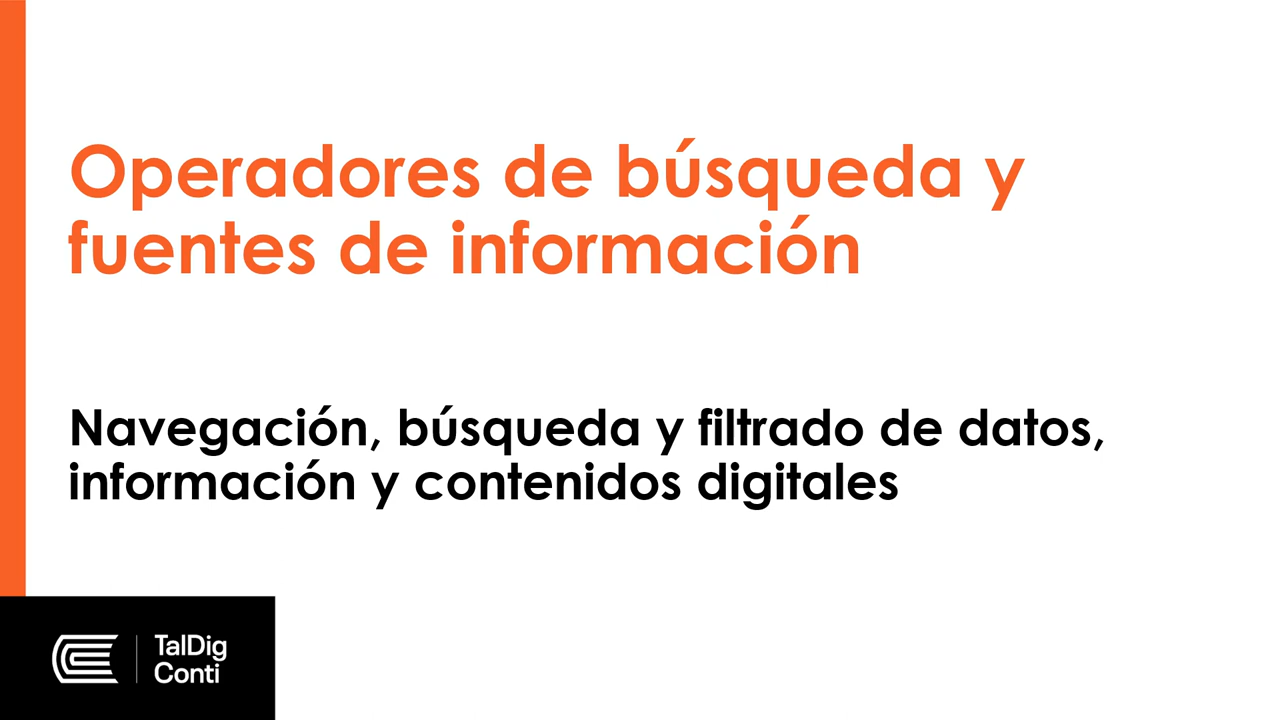 Operadores de búsqueda y
fuentes de información
Navegación, búsqueda y filtrado de datos,
información y contenidos digitales
TalDig
Conti